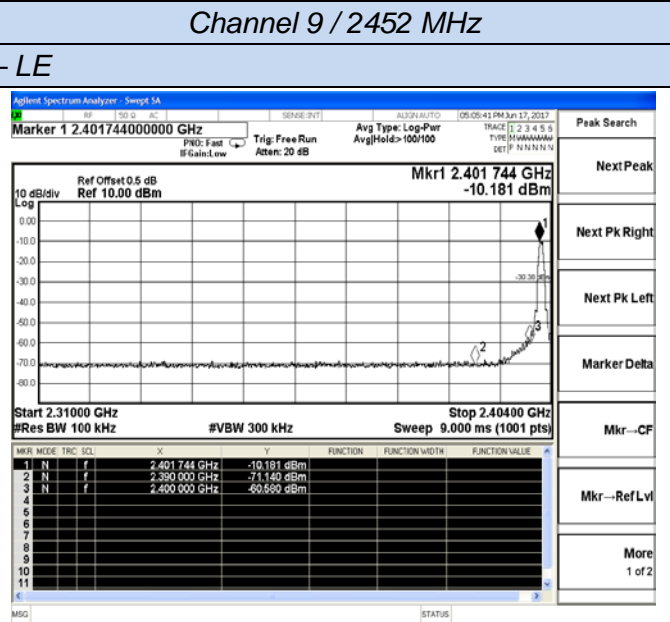 Channel 9 / 2452 MHz
- LE
Agilent Spectrum Analyzer - Swept SA
RF 50 Ω AC SENSE:INT ALIGN AUTO 05:05:41 PM Jun 17, 2017
Marker 1 2.401744000000 GHz
PNO: Fast
IFGain:Low
Trig: Free Run
Atten: 20 dB
Avg Type: Log-Pwr
Avg|Hold:>100/100
TRACE 1 2 3 4 5 6
TYPE
DET P N N N N N
Peak Search
Ref Offset 0.5 dB
10 dB/div Ref 10.00 dBm
Log
Mkr1 2.401 744 GHz
-10.181 dBm
0.00
-10.0
-20.0
-30.0
-40.0
-50.0
-60.0
-70.0
-80.0
1
-30.38 dBm
2
3
Start 2.31000 GHz Stop 2.40400 GHz
#Res BW 100 kHz #VBW 300 kHz Sweep 9.000 ms (1001 pts)
MKR MODE TRC SCL X Y FUNCTION FUNCTION WIDTH FUNCTION VALUE
1 N f 2.401 744 GHz -10.181 dBm
2 N f 2.390 000 GHz -71.140 dBm
3 N f 2.400 000 GHz -60.580 dBm
4
5
6
7
8
9
10
11
MSG STATUS
Next Peak
Next Pk Right
Next Pk Left
Marker Delta
Mkr→CF
Mkr→Ref Lvl
More
1 of 2